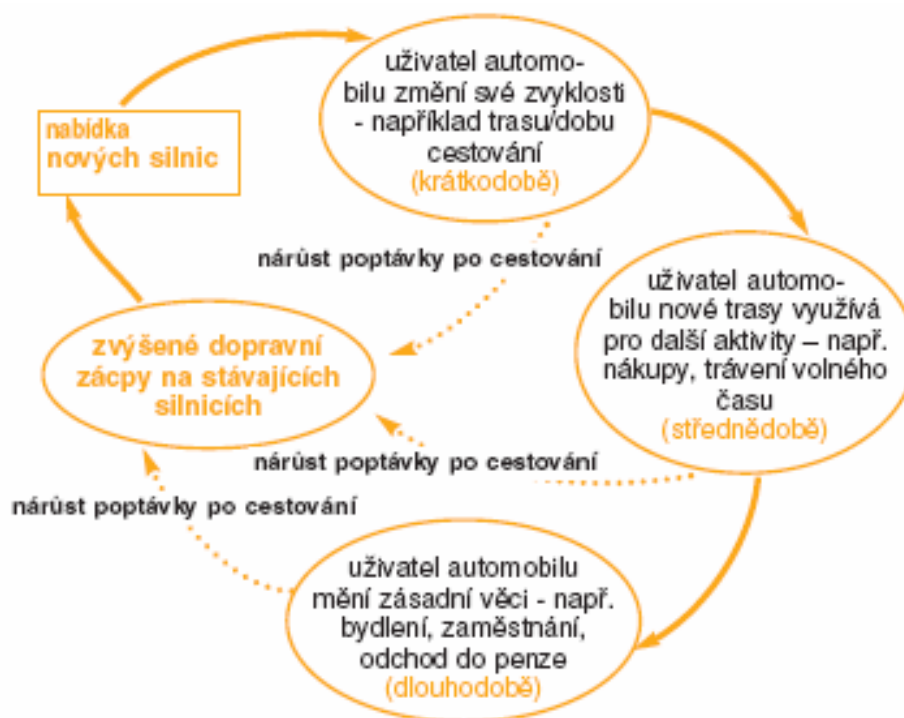 uživatel automo-
bilu změní své zvyklosti
- například trasu/dobu
cestování
(krátkodobě)
nabídka
nových silnic
nárůst poptávky po cestování
uživatel automo-
bilu nové trasy využívá
pro další aktivity – např.
nákupy, trávení volného
času
(střednědobě)
zvýšené dopravní
zácpy na stávajících
silnicích
nárůst poptávky po cestování
nárůst poptávky po cestování
uživatel automobilu
mění zásadní věci - např.
bydlení, zaměstnání,
odchod do penze
(dlouhodobě)